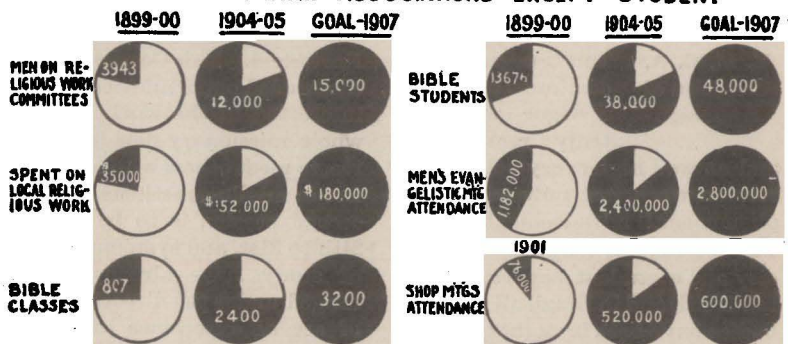 ASSOCIATIONS EXCEPT STUDENT
1899-00 1904-05 GOAL-1907
MEN ON RE-
LIGIOUS WORK
COMMITTEES
3943
12,000
15,000
SPENT ON
LOCAL RELIG-
IOUS WORK
$35000
$152,000
$180,000
BIBLE
CLASSES
807
2400
3200
1899-00 1904-05 GOAL-1907
BIBLE
STUDENTS
38,000
48,000
MEN'S EVAN-
GELISTIC MTG
ATTENDANCE
1,182,000
2,400,000
2,800,000
1901
SHOP MTGS
ATTENDANCE
520,000
600,000